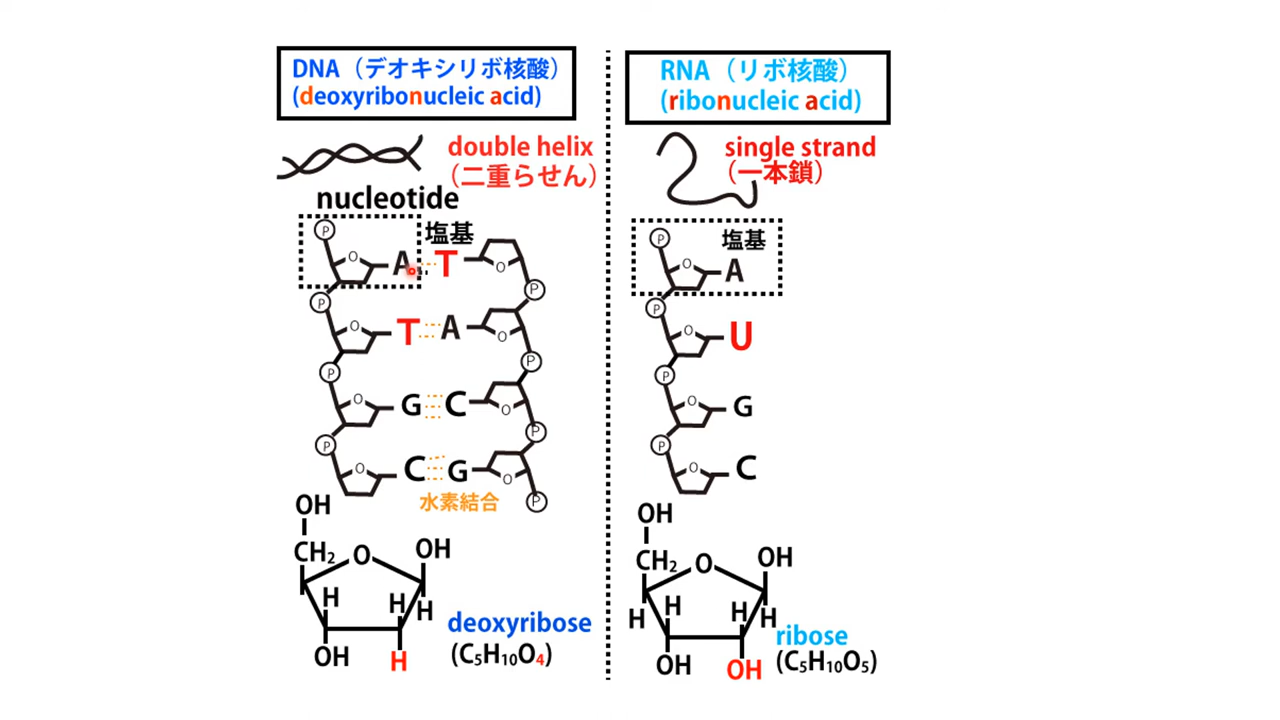 DNA（デオキシリボ核酸）
(deoxyribonucleic acid)
double helix
（二重らせん）
nucleotide
塩基
P
O A T O
P P
O T A O
P P
O G C O
P P
O C G O
水素結合 P
OH
CH₂ O OH
H H H
OH H
deoxyribose
(C₅H₁₀O₄)
RNA（リボ核酸）
(ribonucleic acid)
single strand
（一本鎖）
P 塩基
O A
P
O U
P
O G
P
O C
OH
CH₂ O OH
H H H H
OH OH
ribose
(C₅H₁₀O₅)